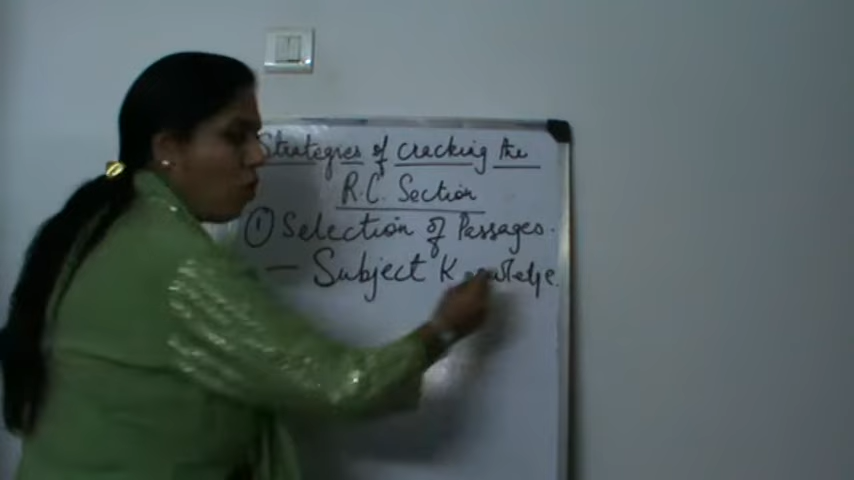 Strategies of cracking the
R.C. Section
① Selection of Passages.
— Subject Knowledge.